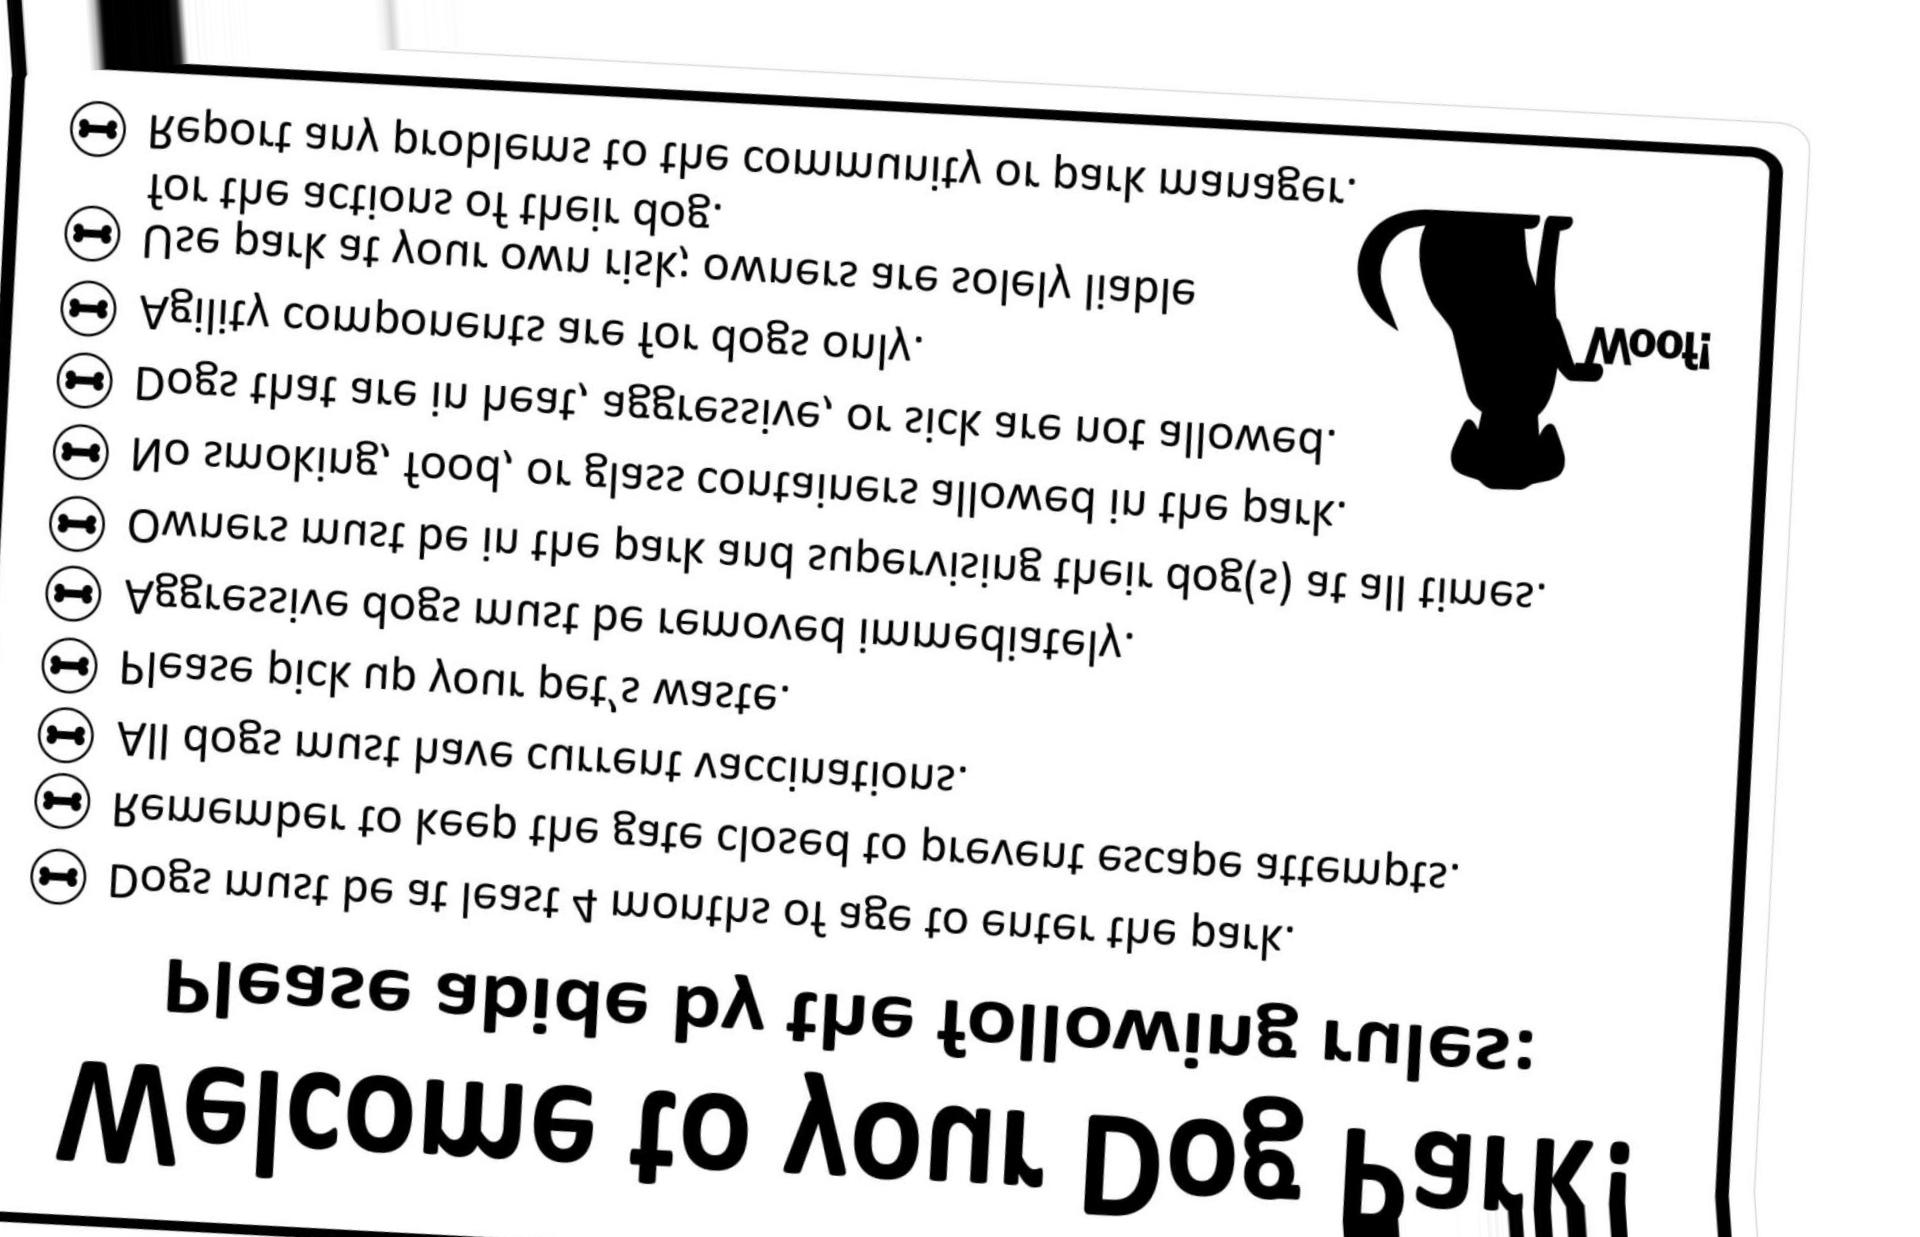 Welcome to your Dog Park!
Please abide by the following rules:
Dogs must be at least 4 months of age to enter the park.
Remember to keep the gate closed to prevent escape attempts.
All dogs must have current vaccinations.
Please pick up your pet's waste.
Aggressive dogs must be removed immediately.
Owners must be in the park and supervising their dog(s) at all times.
No smoking, food, or glass containers allowed in the park.
Dogs that are in heat, aggressive, or sick are not allowed.
Agility components are for dogs only.
Use park at your own risk; owners are solely liable
for the actions of their dog.
Report any problems to the community or park manager.
Woof!